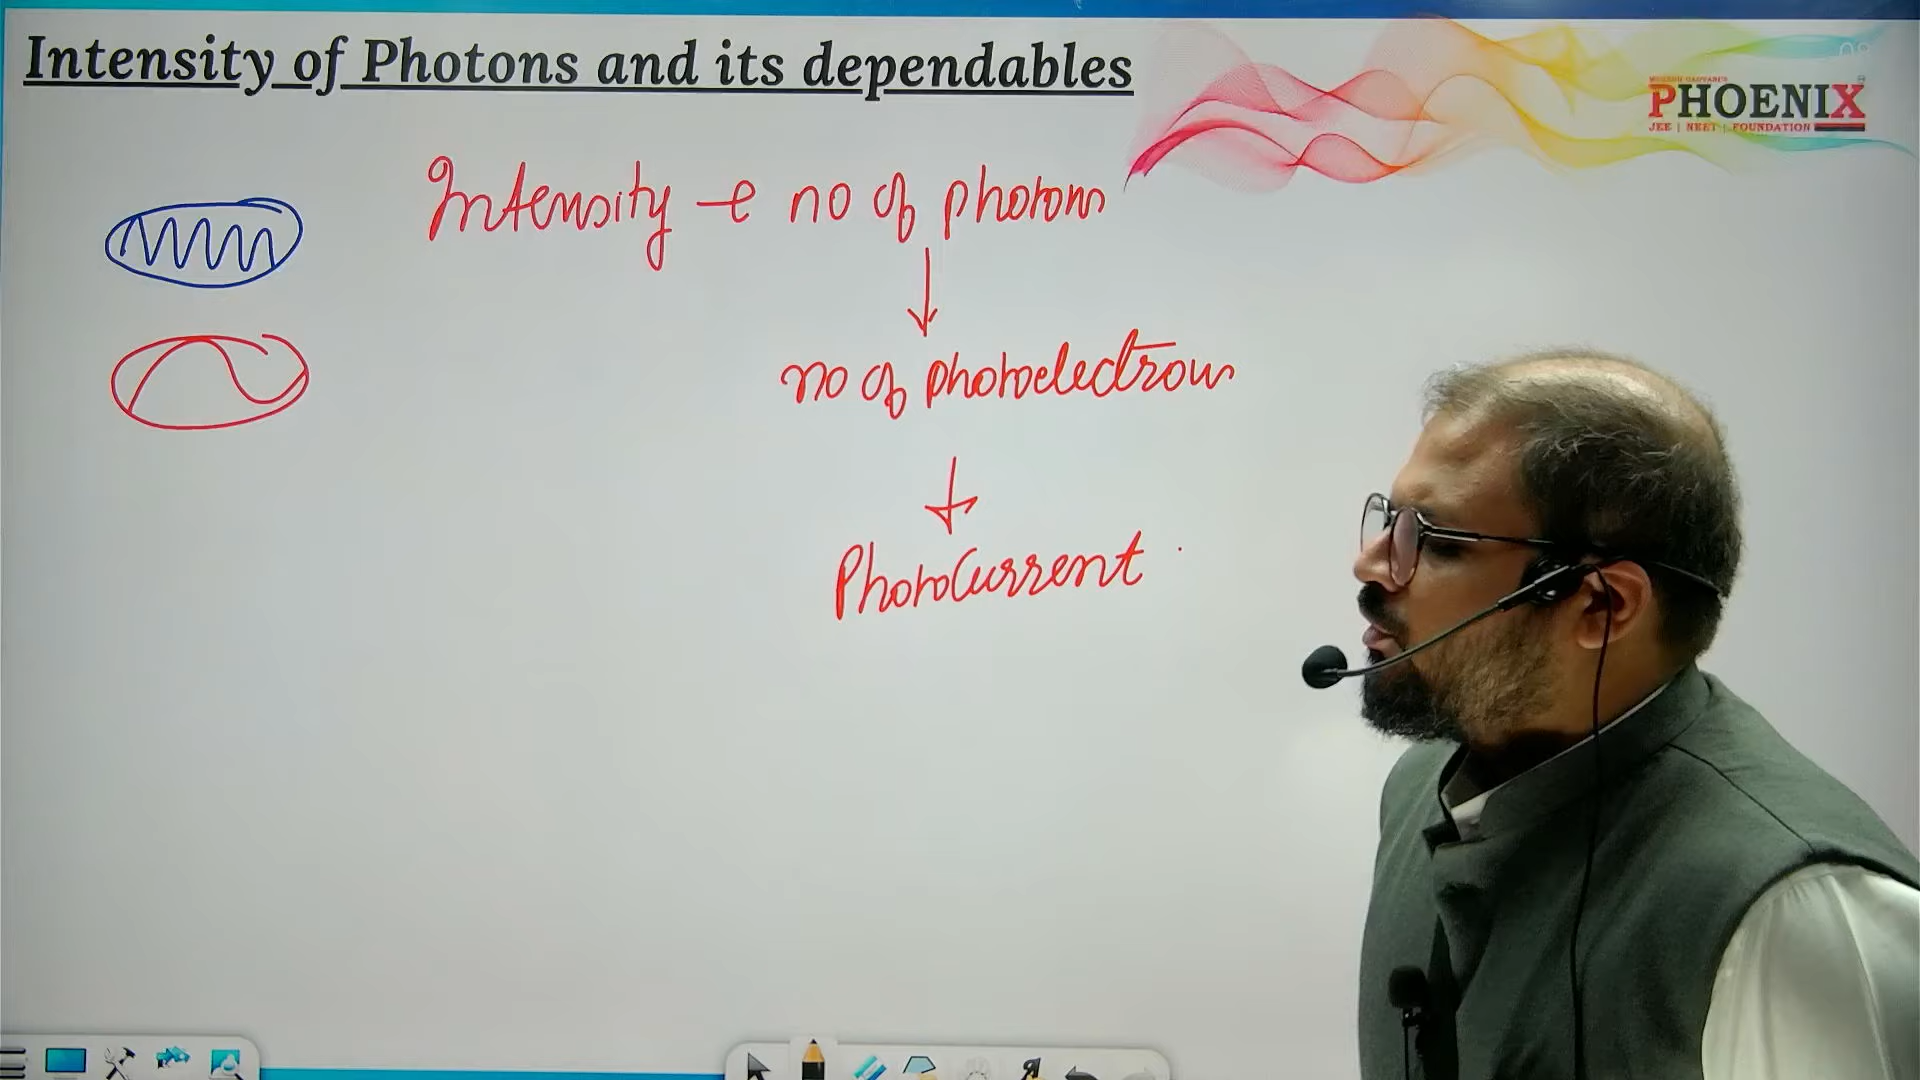 Intensity of Photons and its dependables
PHOENIX
JEE | NEET | FOUNDATION
Intensity → no of photons
no of photoelectrons
Photocurrent